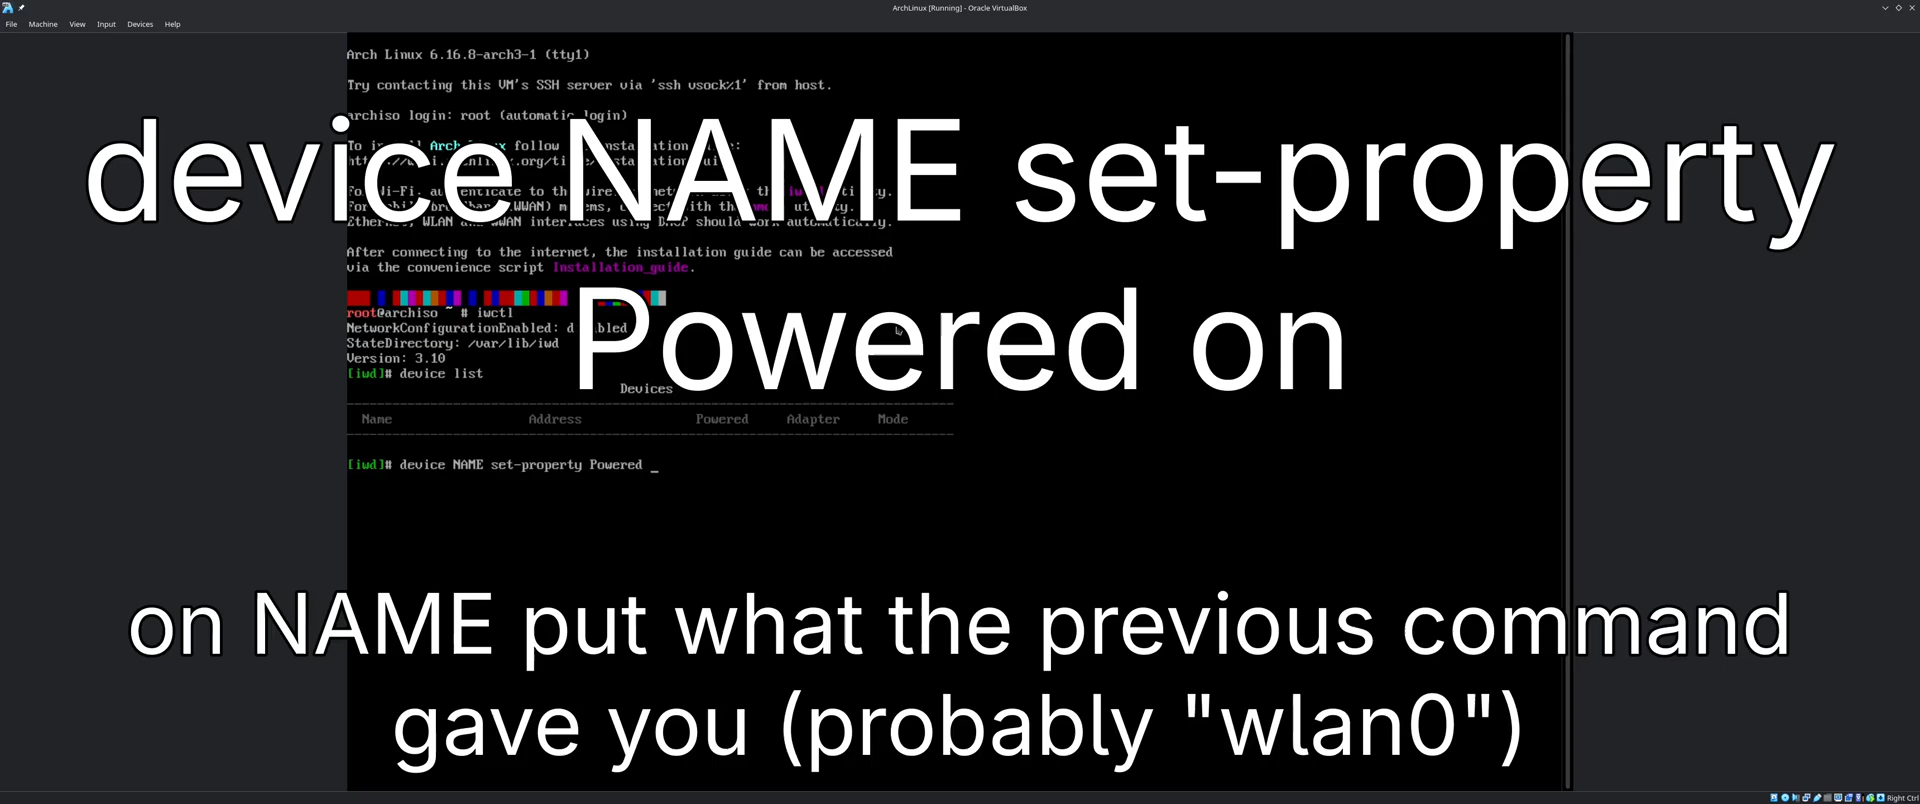 ArchLinux [Running] - Oracle VirtualBox
File Machine View Input Devices Help
Arch Linux 6.16.8-arch3-1 (tty1)
Try contacting this VM's SSH server via 'ssh vsock%1' from host.
archiso login: root (automatic login)
device NAME set-property
Powered on
To Arch follow
Ethernet, WLAN and WWAN interfaces using DHCP should work automatically.
After connecting to the internet, the installation guide can be accessed
via the convenience script Installation_guide.
root@archiso ~ # iwctl
NetworkConfigurationEnabled:
StateDirectory: /var/lib/iwd
Version: 3.10
[iwd]# device list
Devices
Name Address Powered Adapter Mode
[iwd]# device NAME set-property Powered _
on NAME put what the previous command
gave you (probably "wlan0")
Right Ctrl